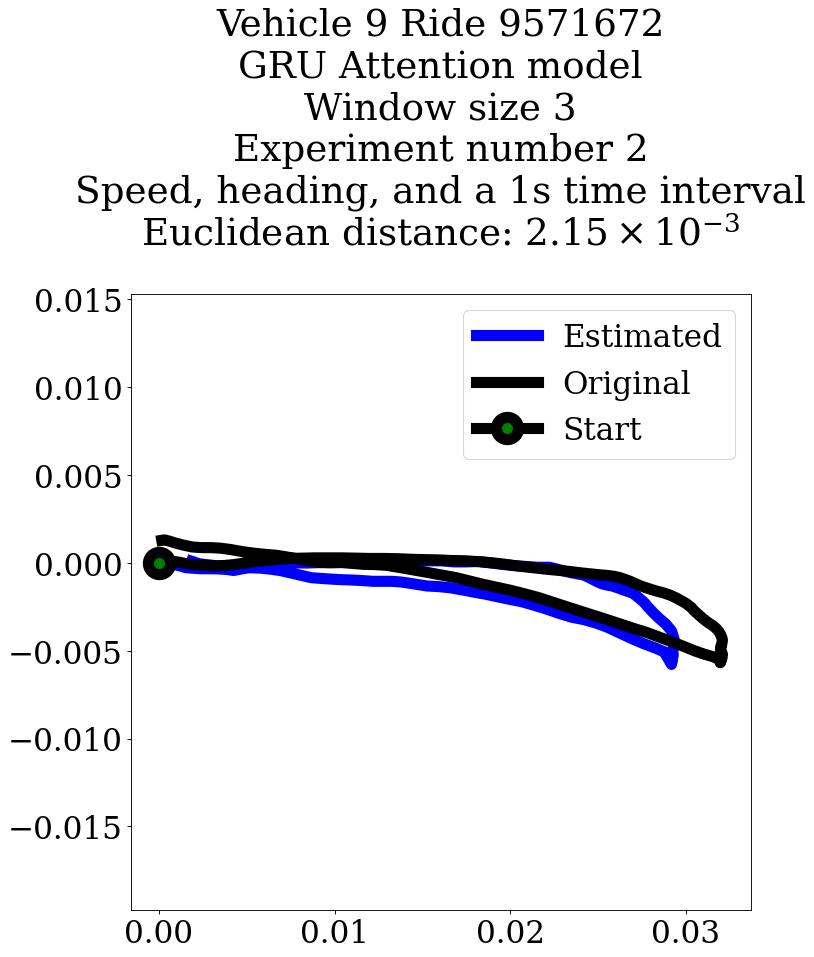 Vehicle 9 Ride 9571672
GRU Attention model
Window size 3
Experiment number 2
Speed, heading, and a 1s time interval
Euclidean distance: 2.15 × 10⁻³
Estimated
Original
Start
0.015
0.010
0.005
0.000
−0.005
−0.010
−0.015
0.00 0.01 0.02 0.03